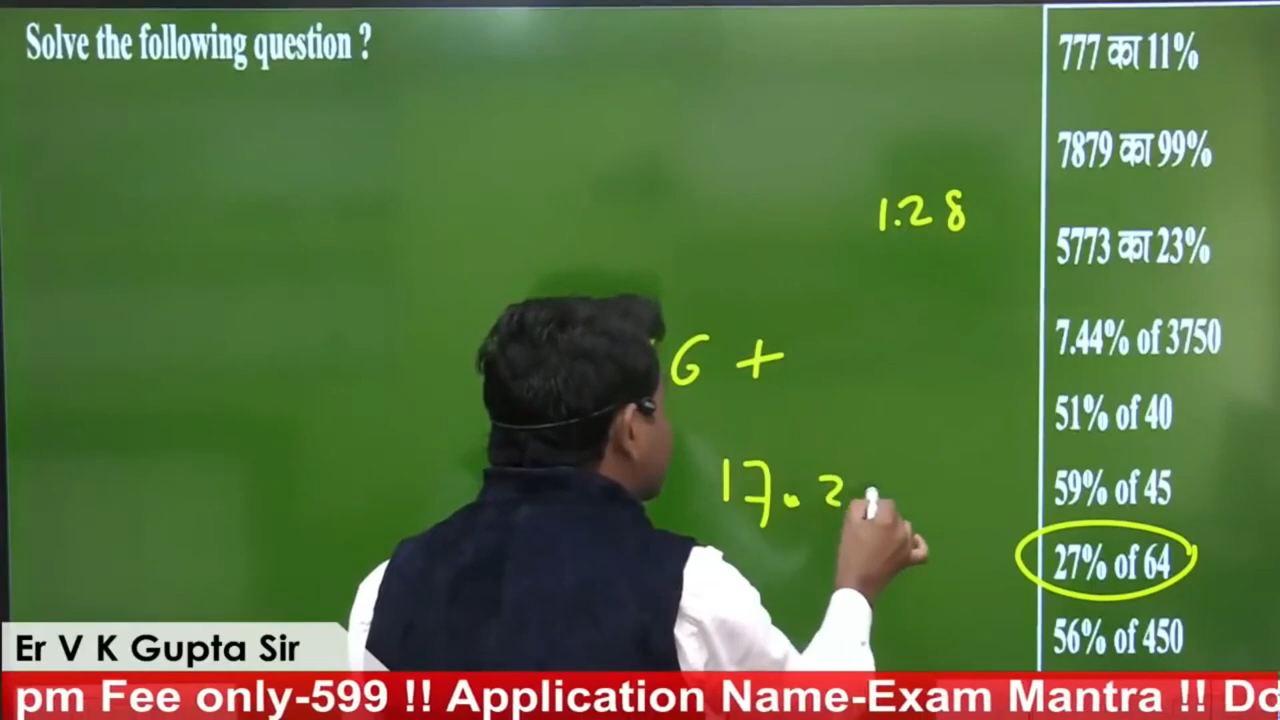 Solve the following question ?
1.28
6 +
17.2
777 का 11%
7879 का 99%
5773 का 23%
7.44% of 3750
51% of 40
59% of 45
27% of 64
56% of 450
Er V K Gupta Sir
pm Fee only-599 !! Application Name-Exam Mantra !! Do